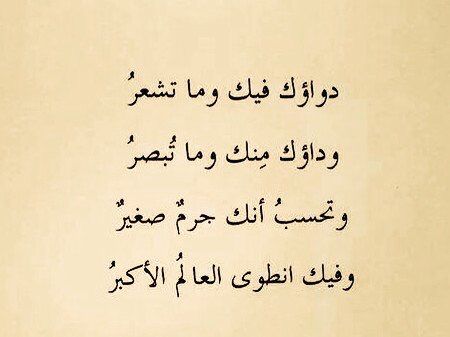 دواؤك فيك وما تشعرُ
وداؤك مِنك وما تُبصرُ
وتحسبُ أنك جرمٌ صغيرٌ
وفيك انطوى العالمُ الأكبرُ